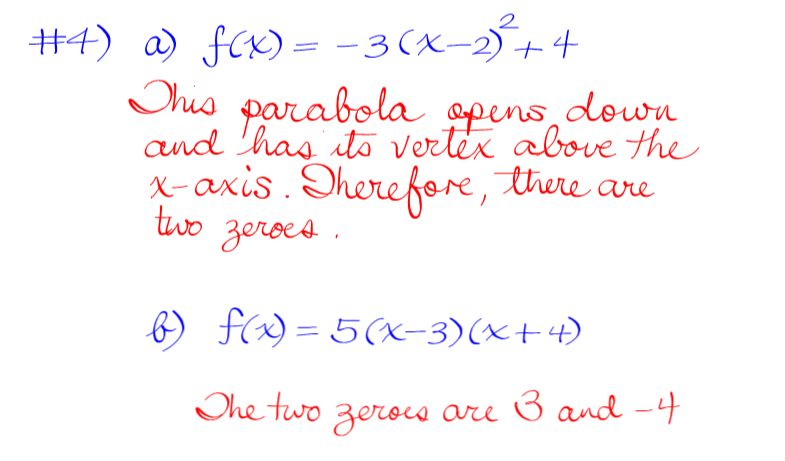 #4) a) f(x) = -3(x-2)² + 4
This parabola opens down
and has its vertex above the
x-axis. Therefore, there are
two zeroes.
b) f(x) = 5(x-3)(x+4)
The two zeroes are 3 and -4